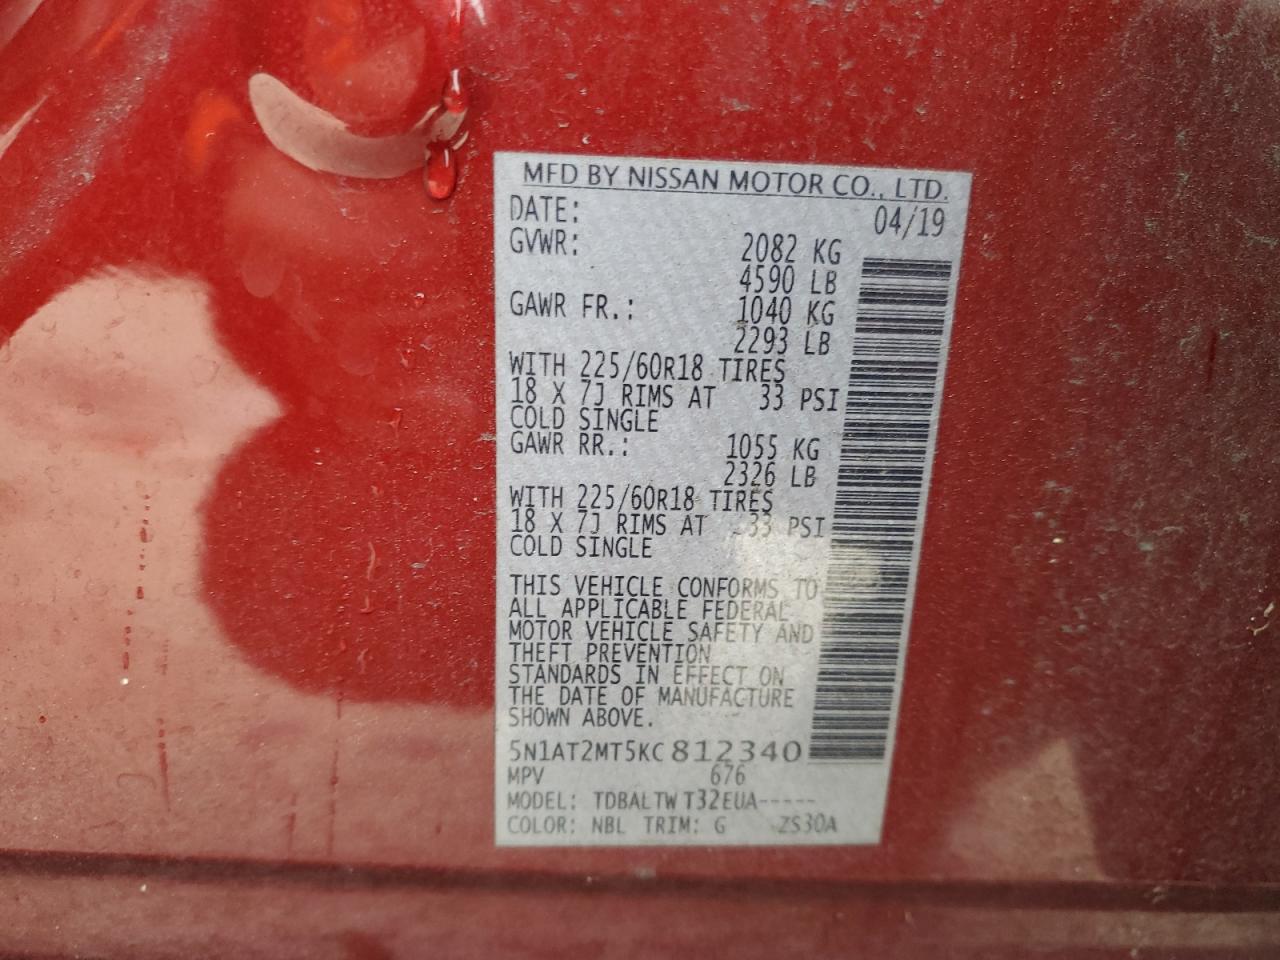 MFD BY NISSAN MOTOR CO., LTD.
DATE: 04/19
GVWR: 2082 KG
4590 LB
GAWR FR.: 1040 KG
2293 LB
WITH 225/60R18 TIRES
18 X 7J RIMS AT 33 PSI
COLD SINGLE
GAWR RR.: 1055 KG
2326 LB
WITH 225/60R18 TIRES
18 X 7J RIMS AT 33 PSI
COLD SINGLE
THIS VEHICLE CONFORMS TO
ALL APPLICABLE FEDERAL
MOTOR VEHICLE SAFETY AND
THEFT PREVENTION
STANDARDS IN EFFECT ON
THE DATE OF MANUFACTURE
SHOWN ABOVE.
5N1AT2MT5KC812340
MPV 676
MODEL: TDBALTW T32EUA-----
COLOR: NBL TRIM: G ZS30A